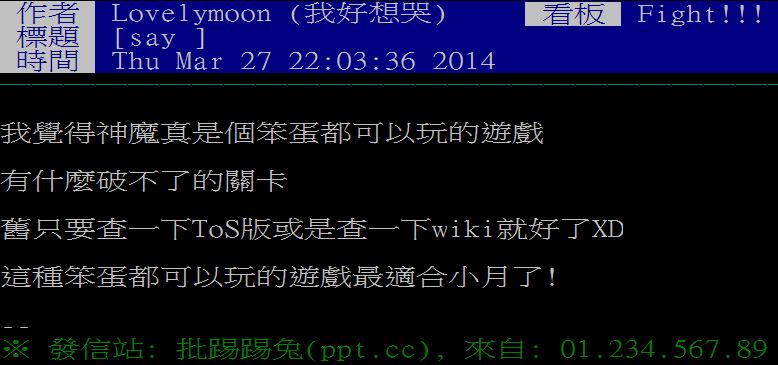 作者 Lovelymoon (我好想哭) 看板 Fight!!!
標題 [say ]
時間 Thu Mar 27 22:03:36 2014
我覺得神魔真是個笨蛋都可以玩的遊戲
有什麼破不了的關卡
舊只要查一下ToS版或是查一下wiki就好了XD
這種笨蛋都可以玩的遊戲最適合小月了!
--
※ 發信站: 批踢踢兔(ppt.cc), 來自: 01.234.567.89